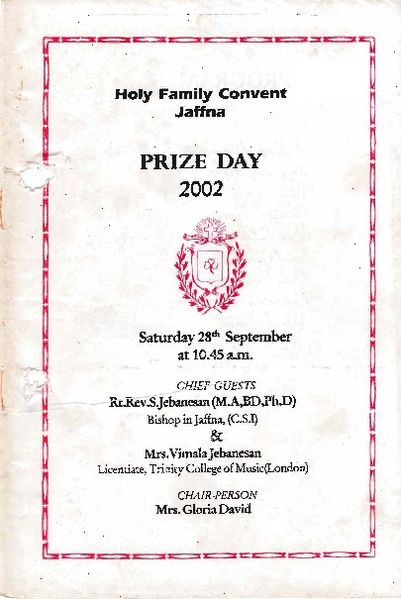 Holy Family Convent
Jaffna
PRIZE DAY
2002
Saturday 28th September
at 10.45 a.m.
CHIEF GUESTS
Rt.Rev.S.Jebanesan (M.A,BD,Ph.D)
Bishop in Jaffna, (C.S.I)
&
Mrs.Vimala Jebanesan
Licentiate, Trinity College of Music(London)
CHAIR-PERSON
Mrs. Gloria David